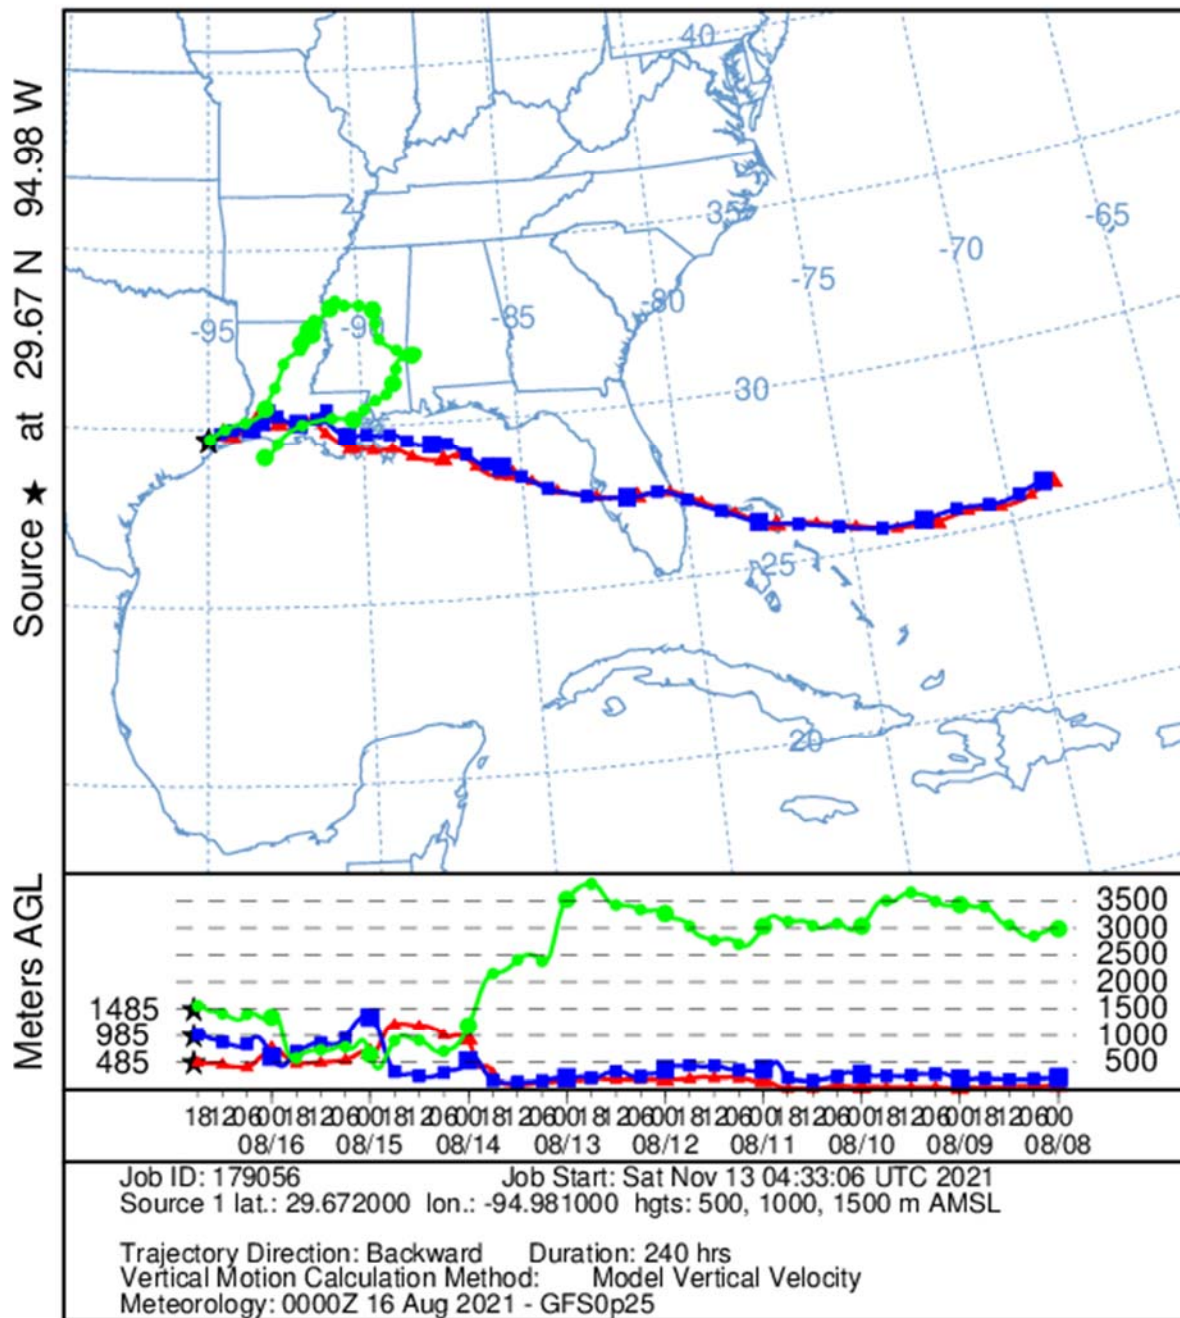 Source ★ at 29.67 N 94.98 W
40
35
-65
-70
-75
-80
-85
-90
-95
30
25
20
Meters AGL
3500
3000
2500
2000
1485 1500
985 1000
485 500
08/16 08/15 08/14 08/13 08/12 08/11 08/10 08/09 08/08
Job ID: 179056 Job Start: Sat Nov 13 04:33:06 UTC 2021
Source 1 lat.: 29.672000 lon.: -94.981000 hgts: 500, 1000, 1500 m AMSL
Trajectory Direction: Backward Duration: 240 hrs
Vertical Motion Calculation Method: Model Vertical Velocity
Meteorology: 0000Z 16 Aug 2021 - GFS0p25